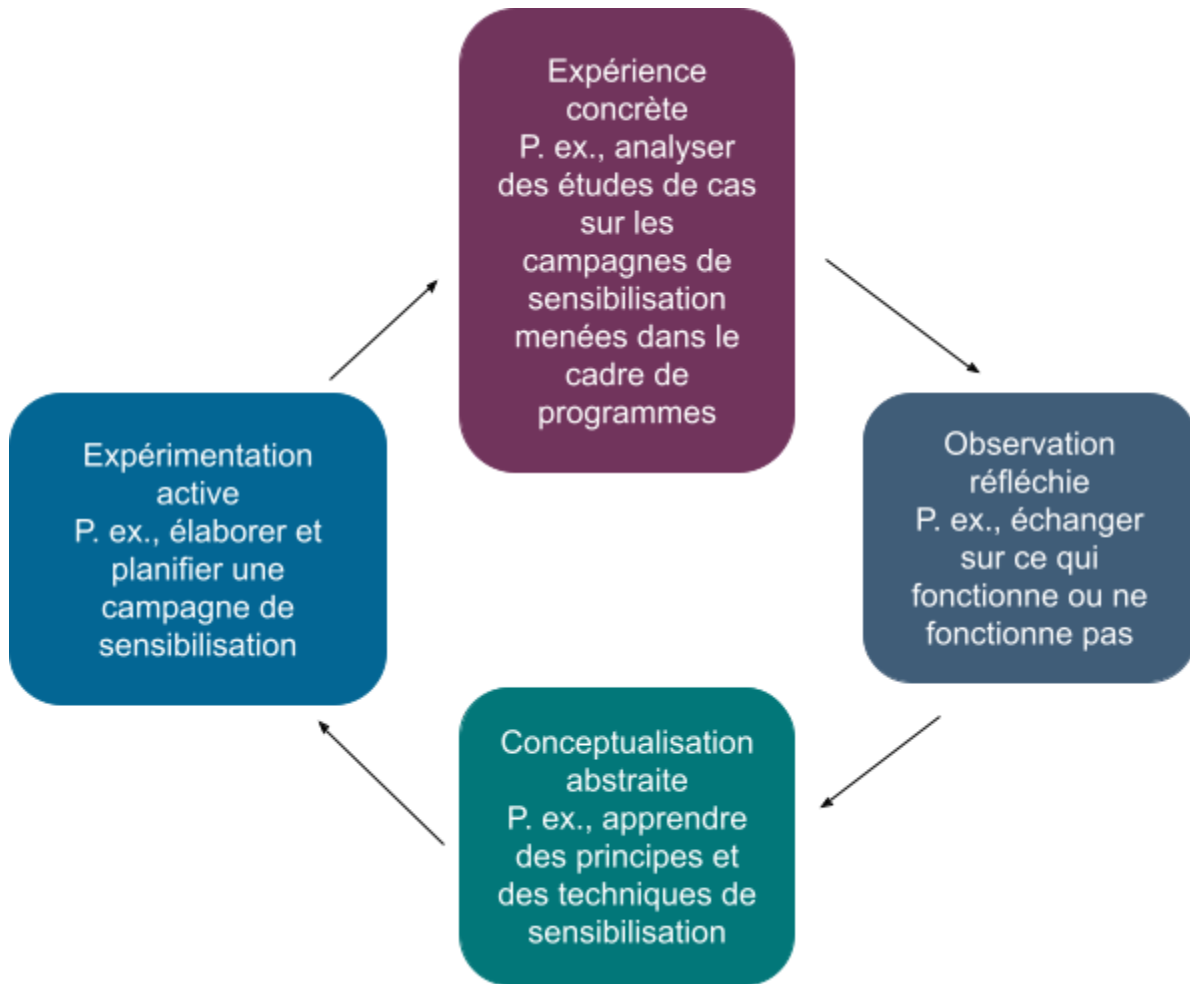 Expérience
concrète
P. ex., analyser
des études de cas
sur les
campagnes de
sensibilisation
menées dans le
cadre de
programmes
Observation
réfléchie
P. ex., échanger
sur ce qui
fonctionne ou ne
fonctionne pas
Conceptualisation
abstraite
P. ex., apprendre
des principes et
des techniques de
sensibilisation
Expérimentation
active
P. ex., élaborer et
planifier une
campagne de
sensibilisation